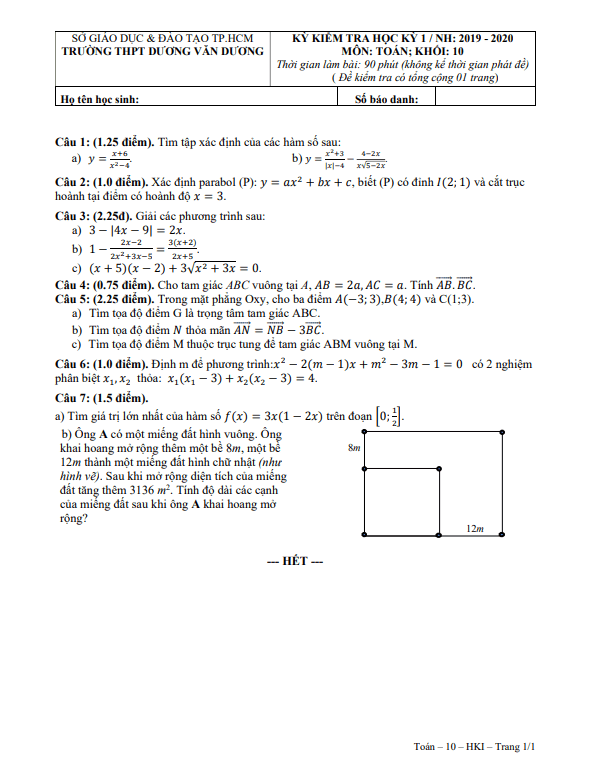 SỞ GIÁO DỤC & ĐÀO TẠO TP.HCM
TRƯỜNG THPT DƯƠNG VĂN DƯƠNG
KỲ KIỂM TRA HỌC KỲ 1 / NH: 2019 - 2020
MÔN: TOÁN; KHỐI: 10
Thời gian làm bài: 90 phút (không kể thời gian phát đề)
( Đề kiểm tra có tổng cộng 01 trang)
Họ tên học sinh:
Số báo danh:
Câu 1: (1.25 điểm). Tìm tập xác định của các hàm số sau:
a) $y = \frac{x+6}{x^2-4}$. b) $y = \frac{x^2+3}{|x|-4} - \frac{4-2x}{x\sqrt{5-2x}}$.
Câu 2: (1.0 điểm). Xác định parabol (P): $y = ax^2 + bx + c$, biết (P) có đỉnh $I(2; 1)$ và cắt trục
hoành tại điểm có hoành độ $x = 3$.
Câu 3: (2.25đ). Giải các phương trình sau:
a) $3 - |4x - 9| = 2x$.
b) $1 - \frac{2x-2}{2x^2+3x-5} = \frac{3(x+2)}{2x+5}$.
c) $(x + 5)(x - 2) + 3\sqrt{x^2 + 3x} = 0$.
Câu 4: (0.75 điểm). Cho tam giác ABC vuông tại A, $AB = 2a, AC = a$. Tính $\overrightarrow{AB}.\overrightarrow{BC}$.
Câu 5: (2.25 điểm). Trong mặt phẳng Oxy, cho ba điểm $A(-3; 3), B(4; 4)$ và C(1;3).
a) Tìm tọa độ điểm G là trọng tâm tam giác ABC.
b) Tìm tọa độ điểm $N$ thỏa mãn $\overrightarrow{AN} = \overrightarrow{NB} - 3\overrightarrow{BC}$.
c) Tìm tọa độ điểm M thuộc trục tung để tam giác ABM vuông tại M.
Câu 6: (1.0 điểm). Định m để phương trình:$x^2 - 2(m - 1)x + m^2 - 3m - 1 = 0$ có 2 nghiệm
phân biệt $x_1, x_2$ thỏa: $x_1(x_1 - 3) + x_2(x_2 - 3) = 4$.
Câu 7: (1.5 điểm).
a) Tìm giá trị lớn nhất của hàm số $f(x) = 3x(1 - 2x)$ trên đoạn $\left[0; \frac{1}{2}\right]$.
b) Ông A có một miếng đất hình vuông. Ông
khai hoang mở rộng thêm một bề 8m, một bề
12m thành một miếng đất hình chữ nhật (như
hình vẽ). Sau khi mở rộng diện tích của miếng
đất tăng thêm 3136 m². Tính độ dài các cạnh
của miếng đất sau khi ông A khai hoang mở
rộng?
8m
12m
--- HẾT ---
Toán – 10 – HKI – Trang 1/1